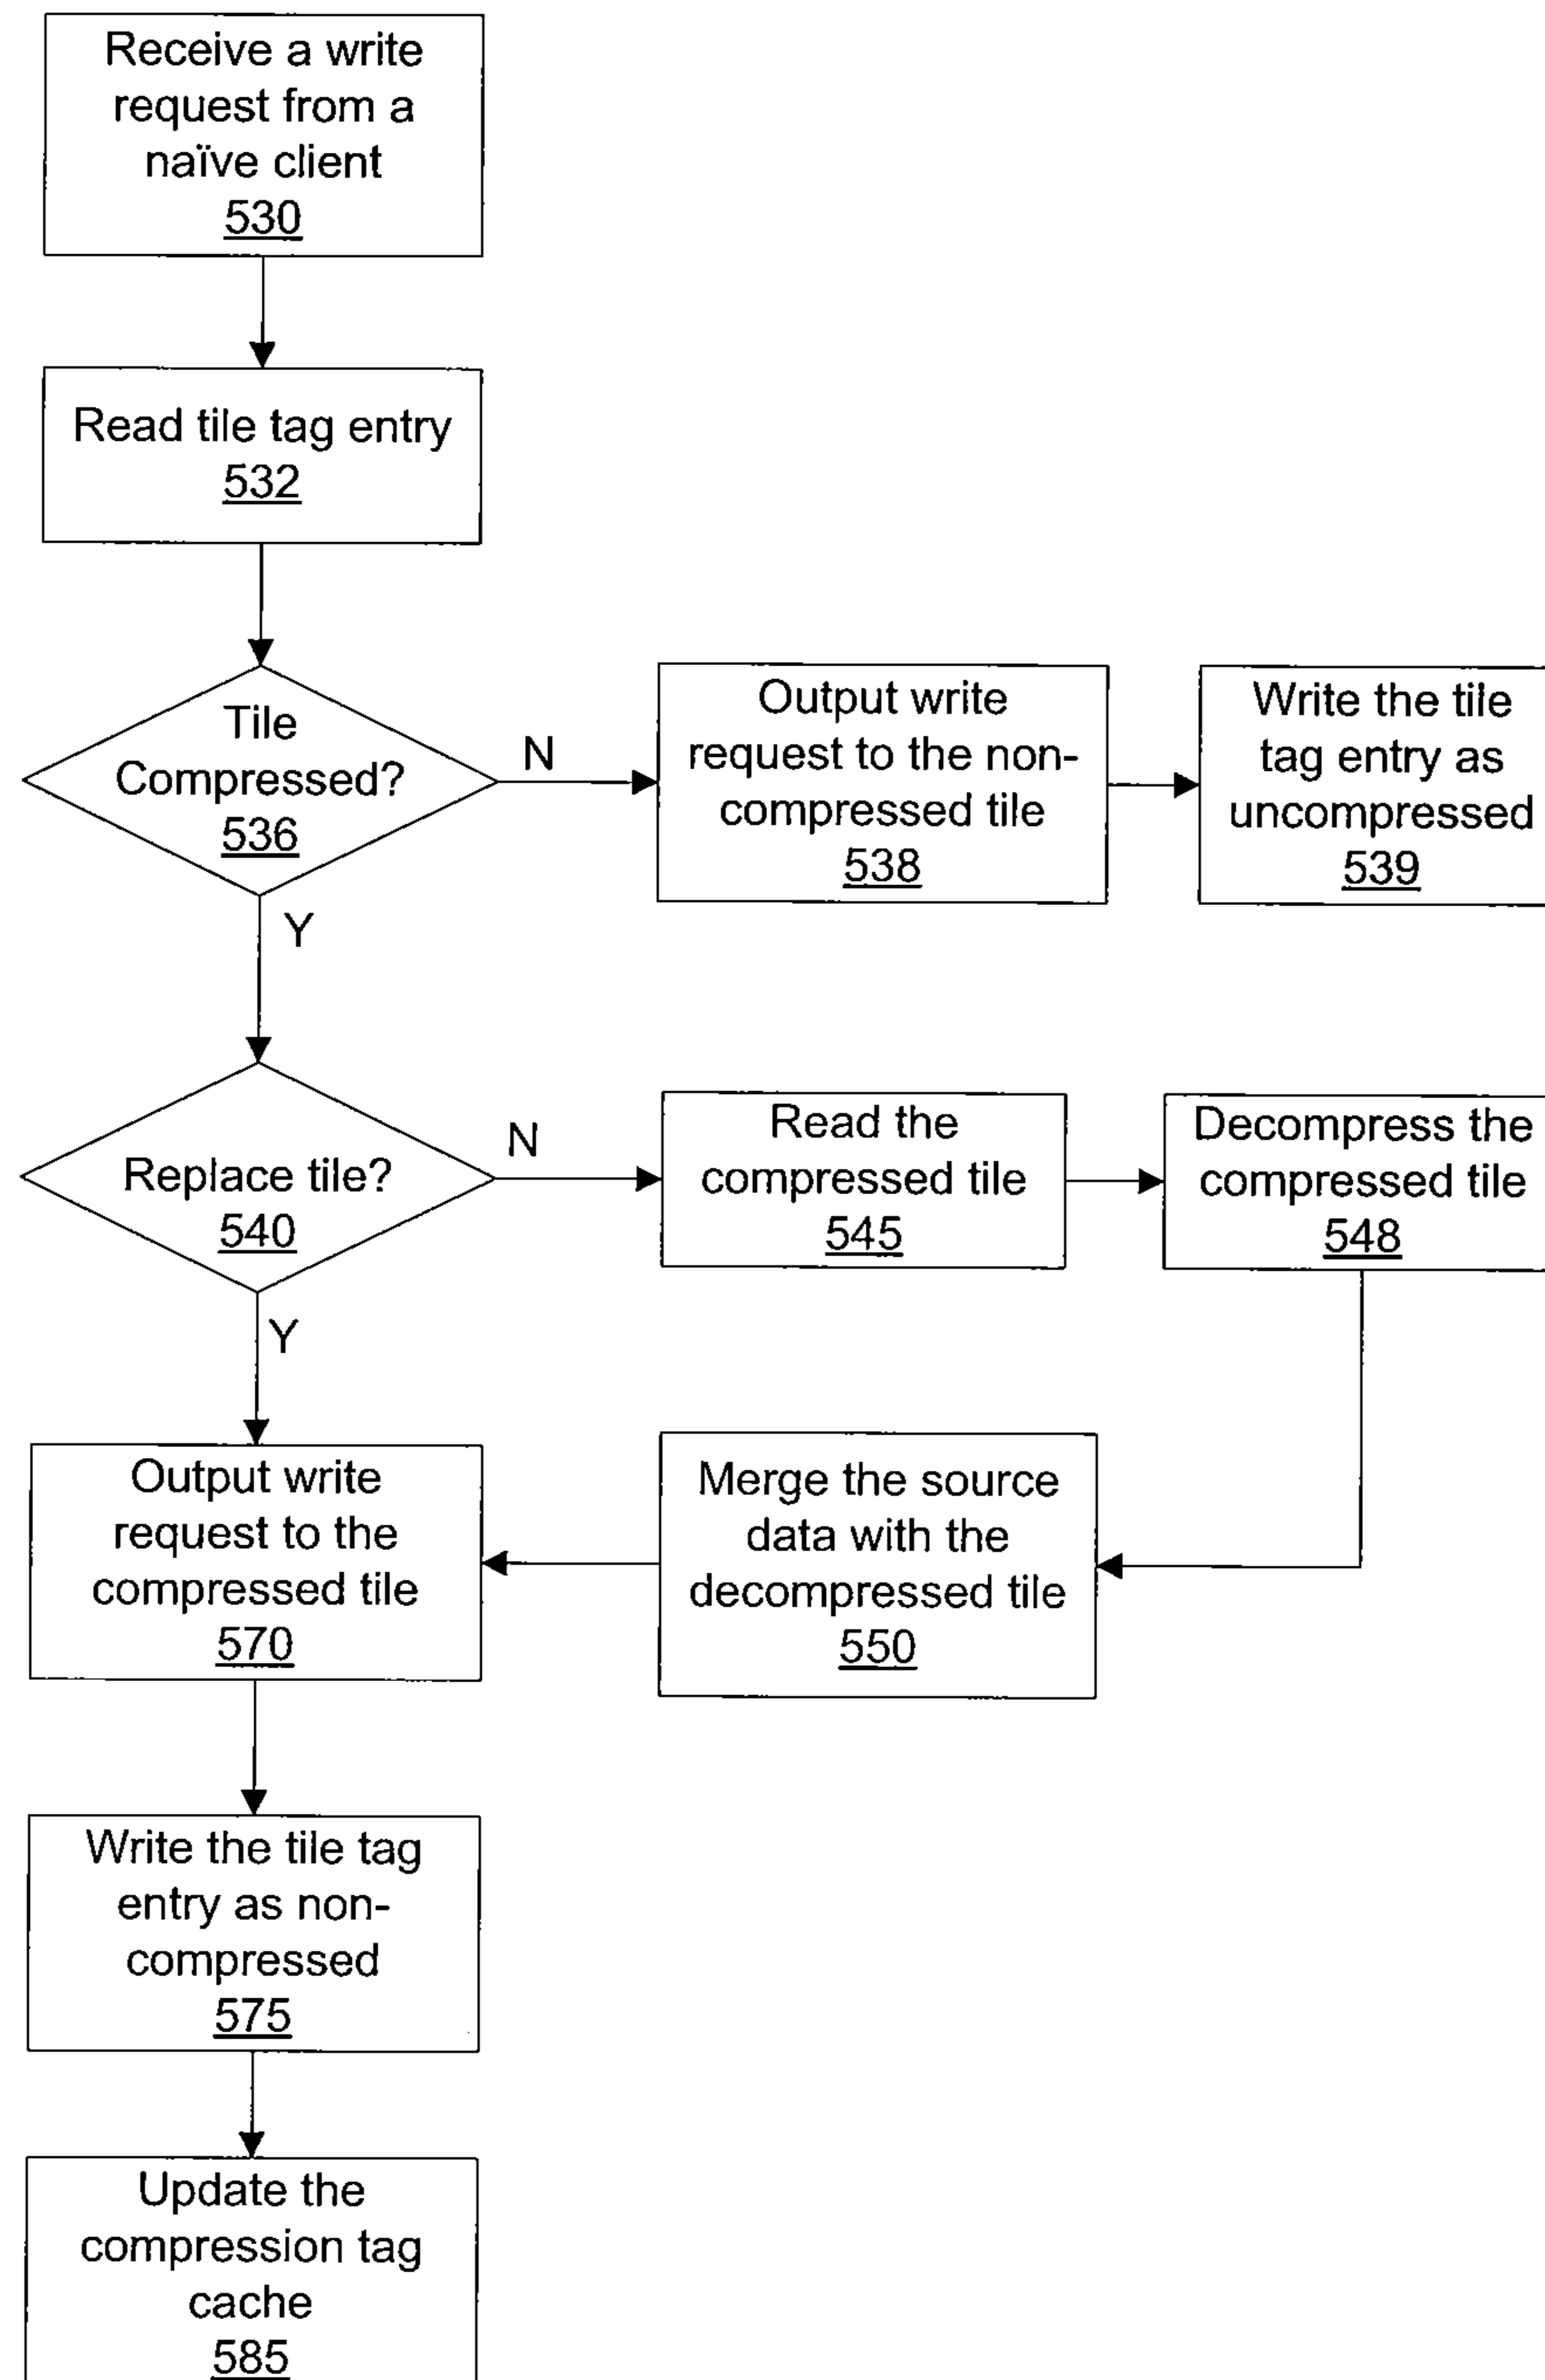 Receive a write
request from a
naïve client
530
Read tile tag entry
532
Tile
Compressed?
536
N
Output write
request to the non-
compressed tile
538
Write the tile
tag entry as
uncompressed
539
Y
Replace tile?
540
N
Read the
compressed tile
545
Decompress the
compressed tile
548
Y
Output write
request to the
compressed tile
570
Merge the source
data with the
decompressed tile
550
Write the tile tag
entry as non-
compressed
575
Update the
compression tag
cache
585